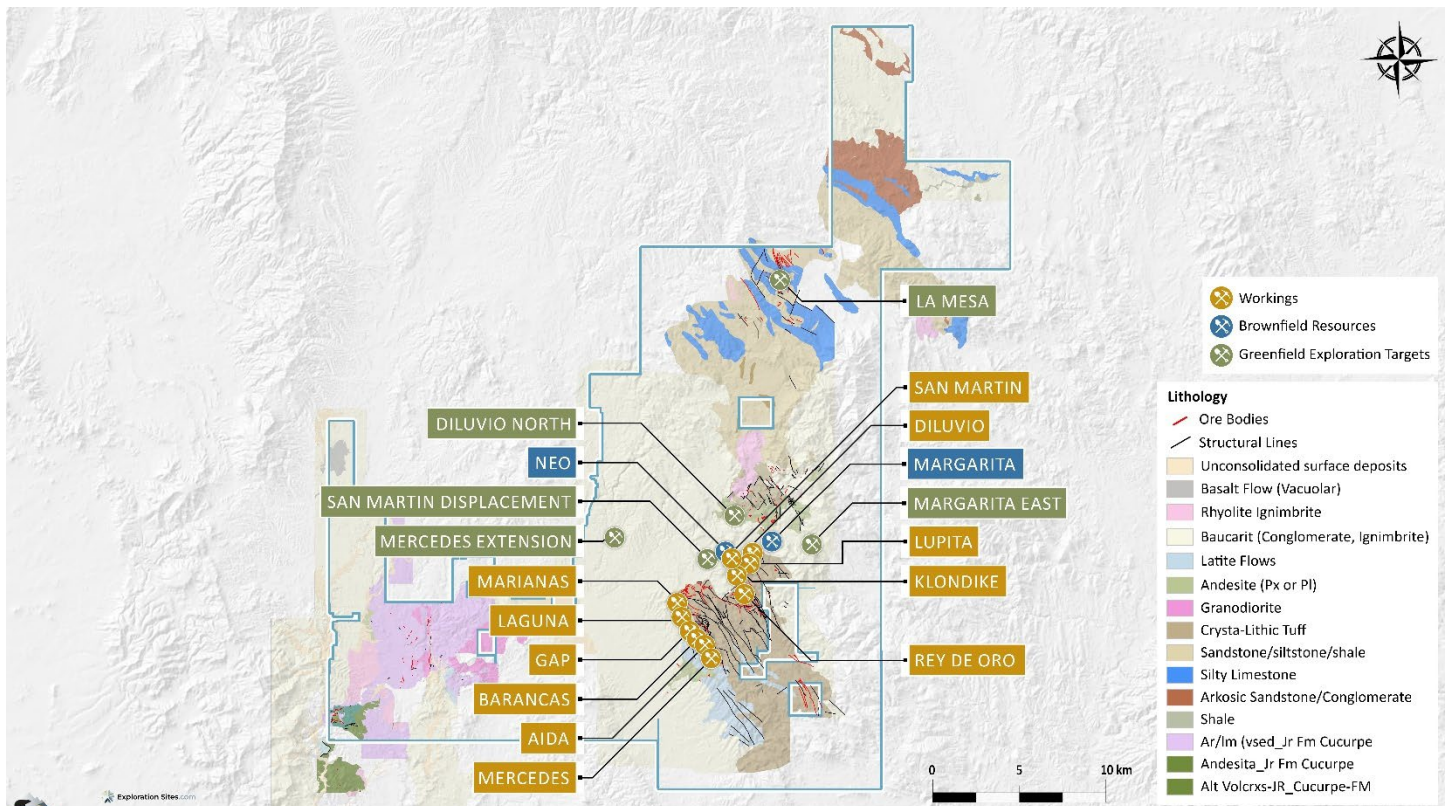 LA MESA
Workings
Brownfield Resources
Greenfield Exploration Targets
SAN MARTIN
DILUVIO NORTH
DILUVIO
NEO
MARGARITA
SAN MARTIN DISPLACEMENT
MARGARITA EAST
MERCEDES EXTENSION
LUPITA
MARIANAS
KLONDIKE
LAGUNA
GAP
REY DE ORO
BARANCAS
AIDA
MERCEDES
Lithology
Ore Bodies
Structural Lines
Unconsolidated surface deposits
Basalt Flow (Vacuolar)
Rhyolite Ignimbrite
Baucarit (Conglomerate, Ignimbrite)
Latite Flows
Andesite (Px or Pl)
Granodiorite
Crysta-Lithic Tuff
Sandstone/siltstone/shale
Silty Limestone
Arkosic Sandstone/Conglomerate
Shale
Ar/lm (vsed_Jr Fm Cucurpe
Andesita_Jr Fm Cucurpe
Alt Volcrxs-JR_Cucurpe-FM
0 5 10 km
Exploration Sites.com